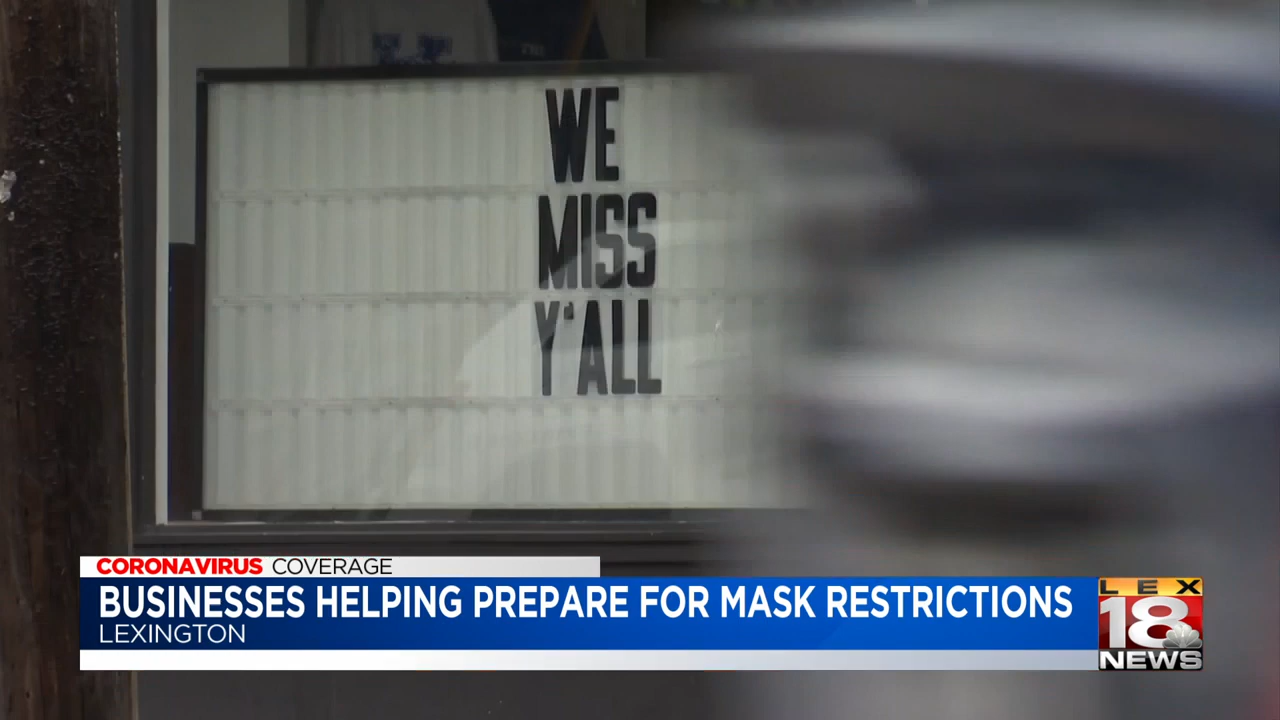 WE
MISS
Y'ALL
CORONAVIRUS COVERAGE
BUSINESSES HELPING PREPARE FOR MASK RESTRICTIONS
LEXINGTON
LEX
18
NEWS